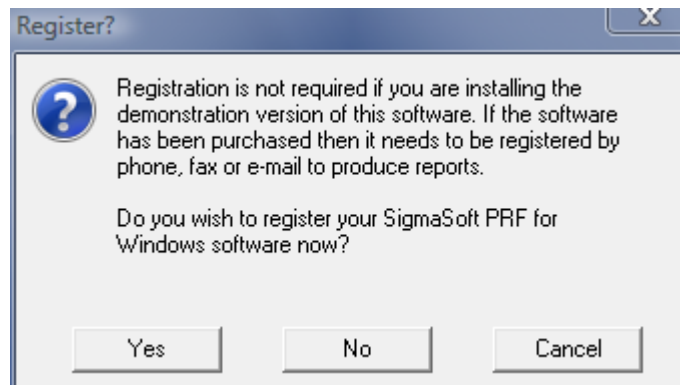 Register?
Registration is not required if you are installing the
demonstration version of this software. If the software
has been purchased then it needs to be registered by
phone, fax or e-mail to produce reports.
Do you wish to register your SigmaSoft PRF for
Windows software now?
Yes No Cancel